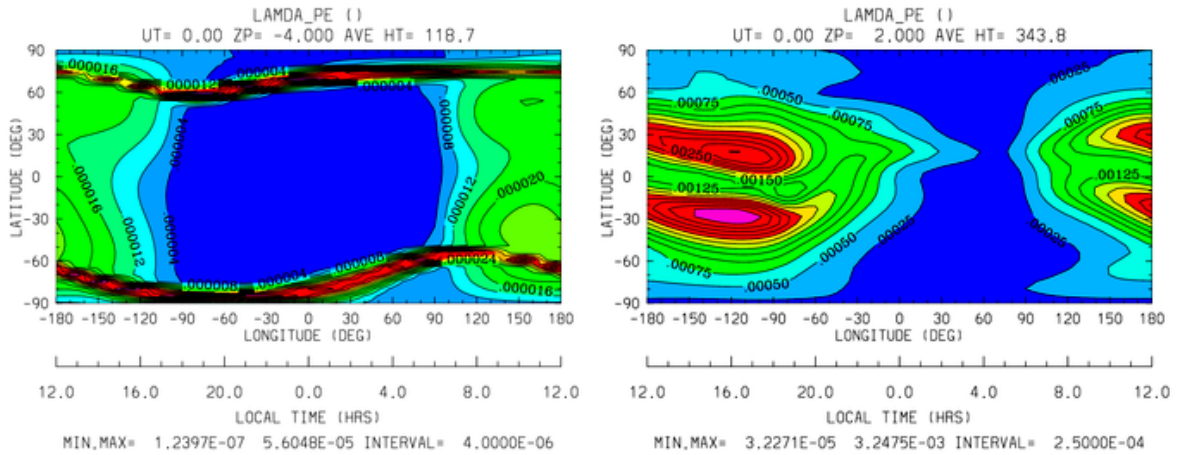 LAMDA_PE ()
UT= 0.00 ZP= -4.000 AVE HT= 118.7
90
60
30
0
-30
-60
-90
LATITUDE (DEG)
.000016
.000012
.000004
.000004
.000004
.000008
.000004
.000012
.000020
.000016
.000012
.000004
.000008
.000024
.000008
.000004
.000016
-180 -150 -120 -90 -60 -30 0 30 60 90 120 150 180
LONGITUDE (DEG)
12.0 16.0 20.0 0.0 4.0 8.0 12.0
LOCAL TIME (HRS)
MIN,MAX= 1.2397E-07 5.6048E-05 INTERVAL= 4.0000E-06
LAMDA_PE ()
UT= 0.00 ZP= 2.000 AVE HT= 343.8
90
60
30
0
-30
-60
-90
LATITUDE (DEG)
.00025
.00050
.00075
.00075
.00075
.00250
.00150
.00125
.00125
.00025
.00025
.00050
.00075
.00050
-180 -150 -120 -90 -60 -30 0 30 60 90 120 150 180
LONGITUDE (DEG)
12.0 16.0 20.0 0.0 4.0 8.0 12.0
LOCAL TIME (HRS)
MIN,MAX= 3.2271E-05 3.2475E-03 INTERVAL= 2.5000E-04